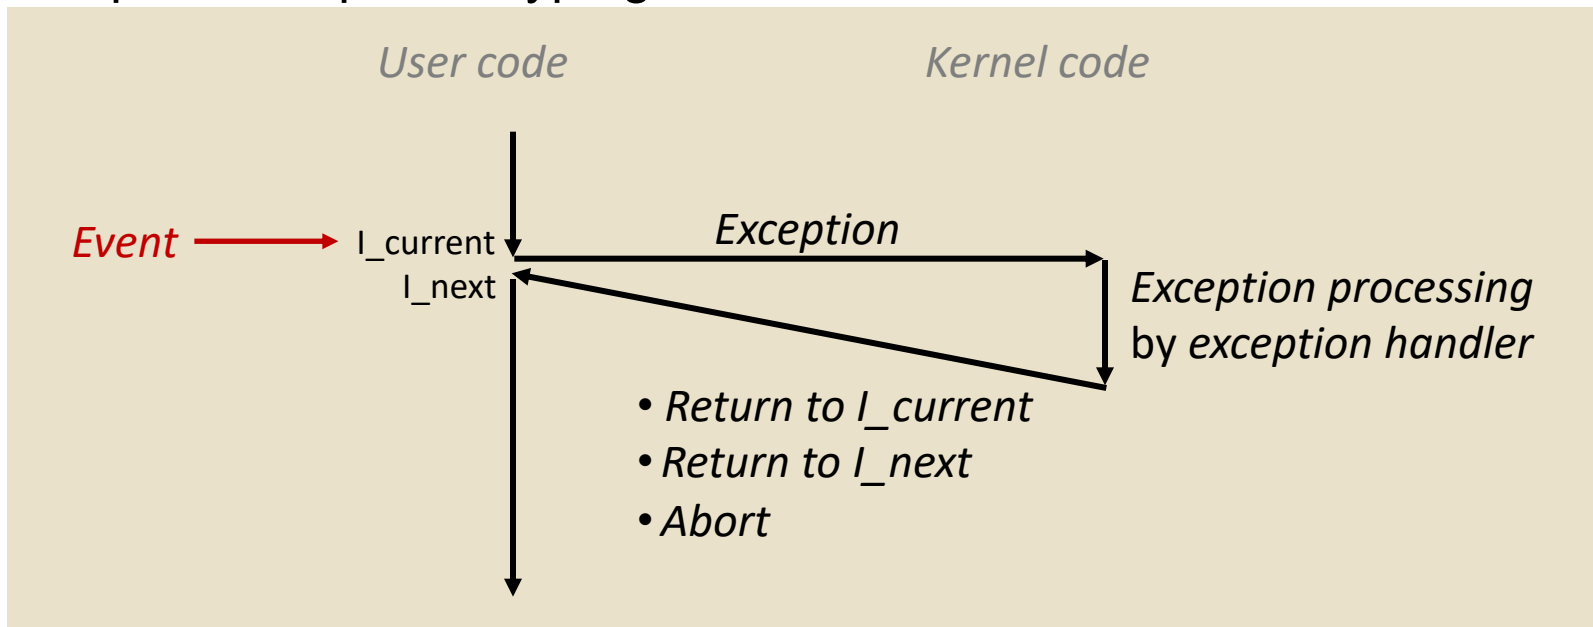 User code
Kernel code
Event
I_current
Exception
I_next
Exception processing
by exception handler
• Return to I_current
• Return to I_next
• Abort